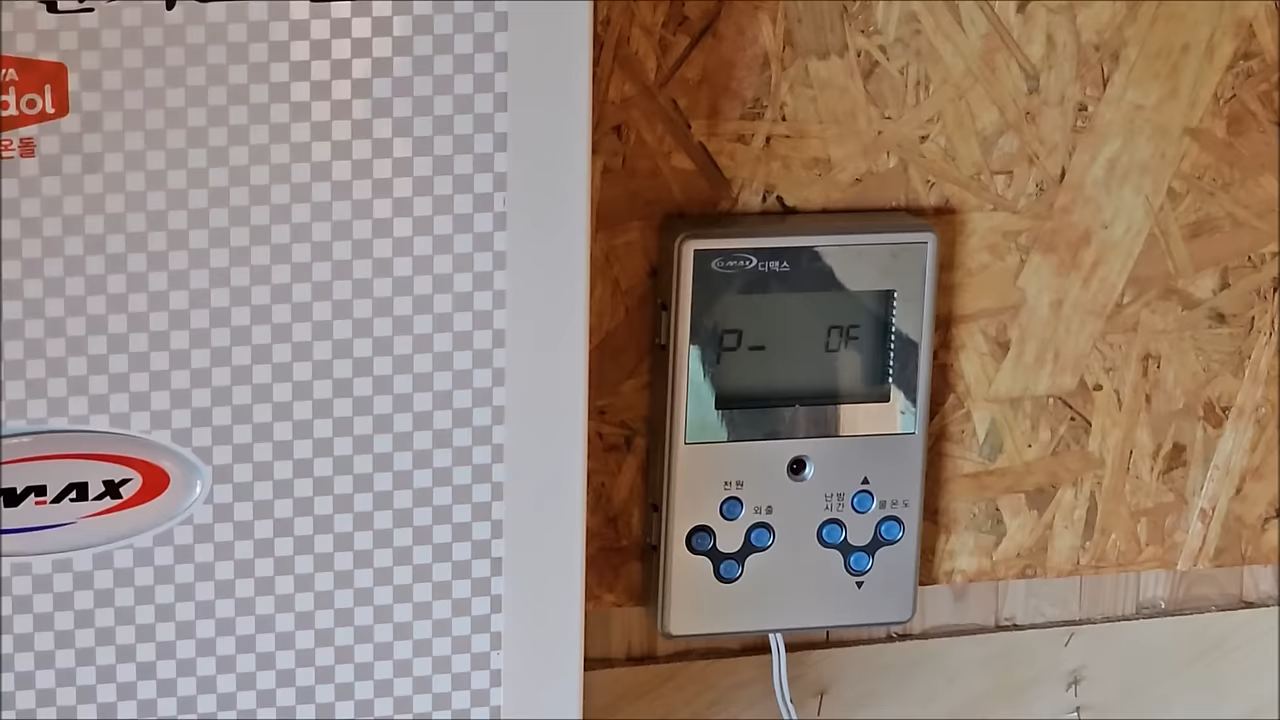 YA
dol
온돌
MAX
D-MAX 디맥스
P- OF
전원
외출
난방
시간
물온도